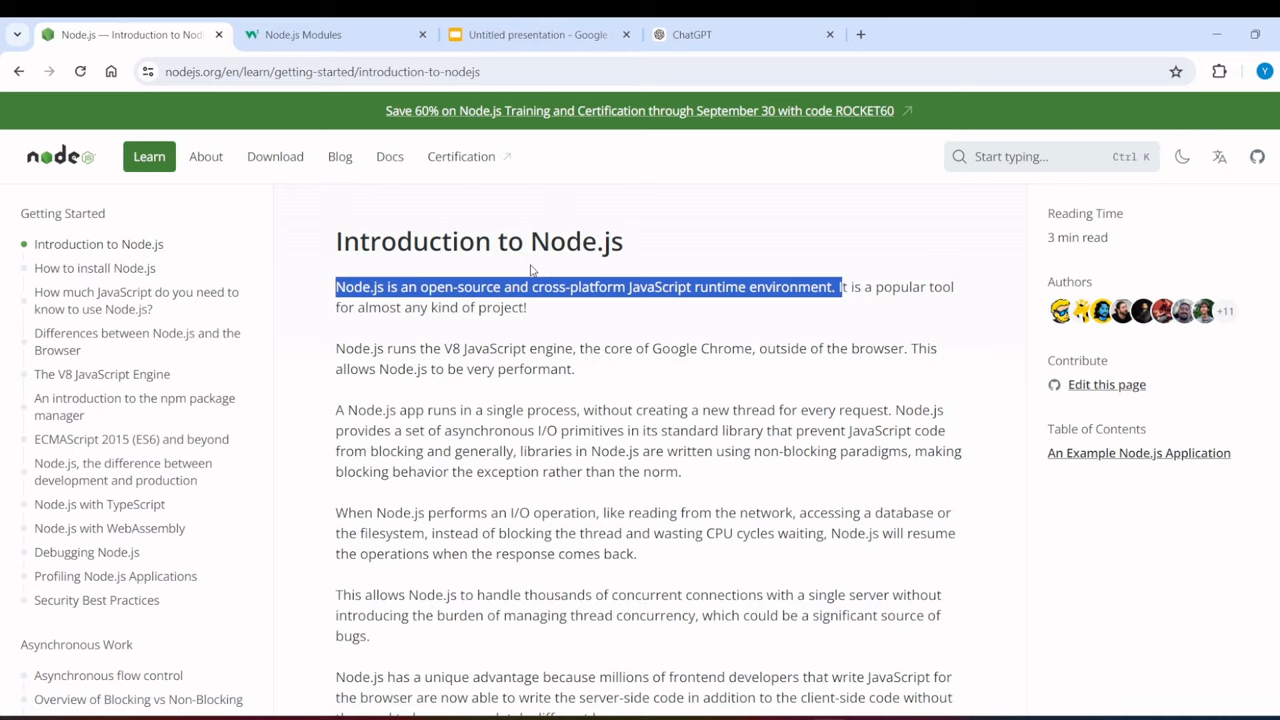 Node.js — Introduction to Nod
Node.js Modules
Untitled presentation - Google
ChatGPT
nodejs.org/en/learn/getting-started/introduction-to-nodejs
Y
Save 60% on Node.js Training and Certification through September 30 with code ROCKET60
node JS
Learn
About
Download
Blog
Docs
Certification
Start typing...
Ctrl K
Getting Started
Introduction to Node.js
How to install Node.js
How much JavaScript do you need to
know to use Node.js?
Differences between Node.js and the
Browser
The V8 JavaScript Engine
An introduction to the npm package
manager
ECMAScript 2015 (ES6) and beyond
Node.js, the difference between
development and production
Node.js with TypeScript
Node.js with WebAssembly
Debugging Node.js
Profiling Node.js Applications
Security Best Practices
Asynchronous Work
Asynchronous flow control
Overview of Blocking vs Non-Blocking
Introduction to Node.js
Node.js is an open-source and cross-platform JavaScript runtime environment. It is a popular tool
for almost any kind of project!
Node.js runs the V8 JavaScript engine, the core of Google Chrome, outside of the browser. This
allows Node.js to be very performant.
A Node.js app runs in a single process, without creating a new thread for every request. Node.js
provides a set of asynchronous I/O primitives in its standard library that prevent JavaScript code
from blocking and generally, libraries in Node.js are written using non-blocking paradigms, making
blocking behavior the exception rather than the norm.
When Node.js performs an I/O operation, like reading from the network, accessing a database or
the filesystem, instead of blocking the thread and wasting CPU cycles waiting, Node.js will resume
the operations when the response comes back.
This allows Node.js to handle thousands of concurrent connections with a single server without
introducing the burden of managing thread concurrency, which could be a significant source of
bugs.
Node.js has a unique advantage because millions of frontend developers that write JavaScript for
the browser are now able to write the server-side code in addition to the client-side code without
Reading Time
3 min read
Authors
+11
Contribute
Edit this page
Table of Contents
An Example Node.js Application